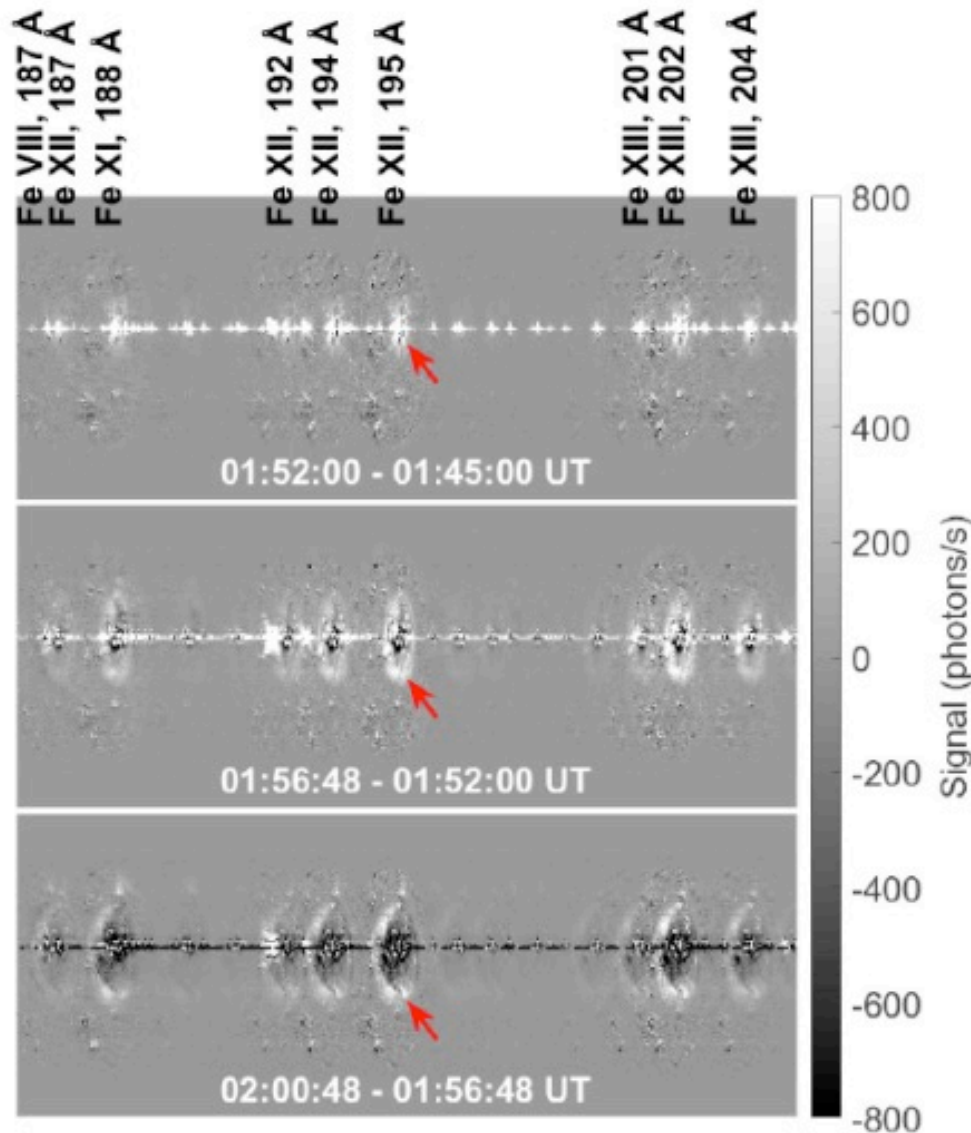 Fe VIII, 187 Å
Fe XII, 187 Å
Fe XI, 188 Å
Fe XII, 192 Å
Fe XII, 194 Å
Fe XII, 195 Å
Fe XIII, 201 Å
Fe XIII, 202 Å
Fe XIII, 204 Å
01:52:00 - 01:45:00 UT
01:56:48 - 01:52:00 UT
02:00:48 - 01:56:48 UT
800
600
400
200
0
-200
-400
-600
-800
Signal (photons/s)